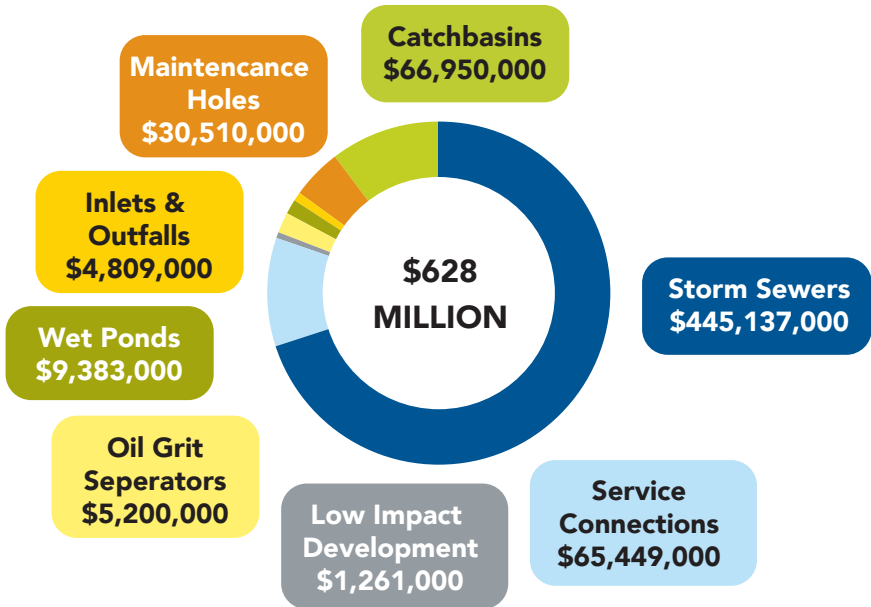 Catchbasins
$66,950,000
Maintencance
Holes
$30,510,000
Inlets &
Outfalls
$4,809,000
$628
MILLION
Storm Sewers
$445,137,000
Wet Ponds
$9,383,000
Oil Grit
Seperators
$5,200,000
Low Impact
Development
$1,261,000
Service
Connections
$65,449,000